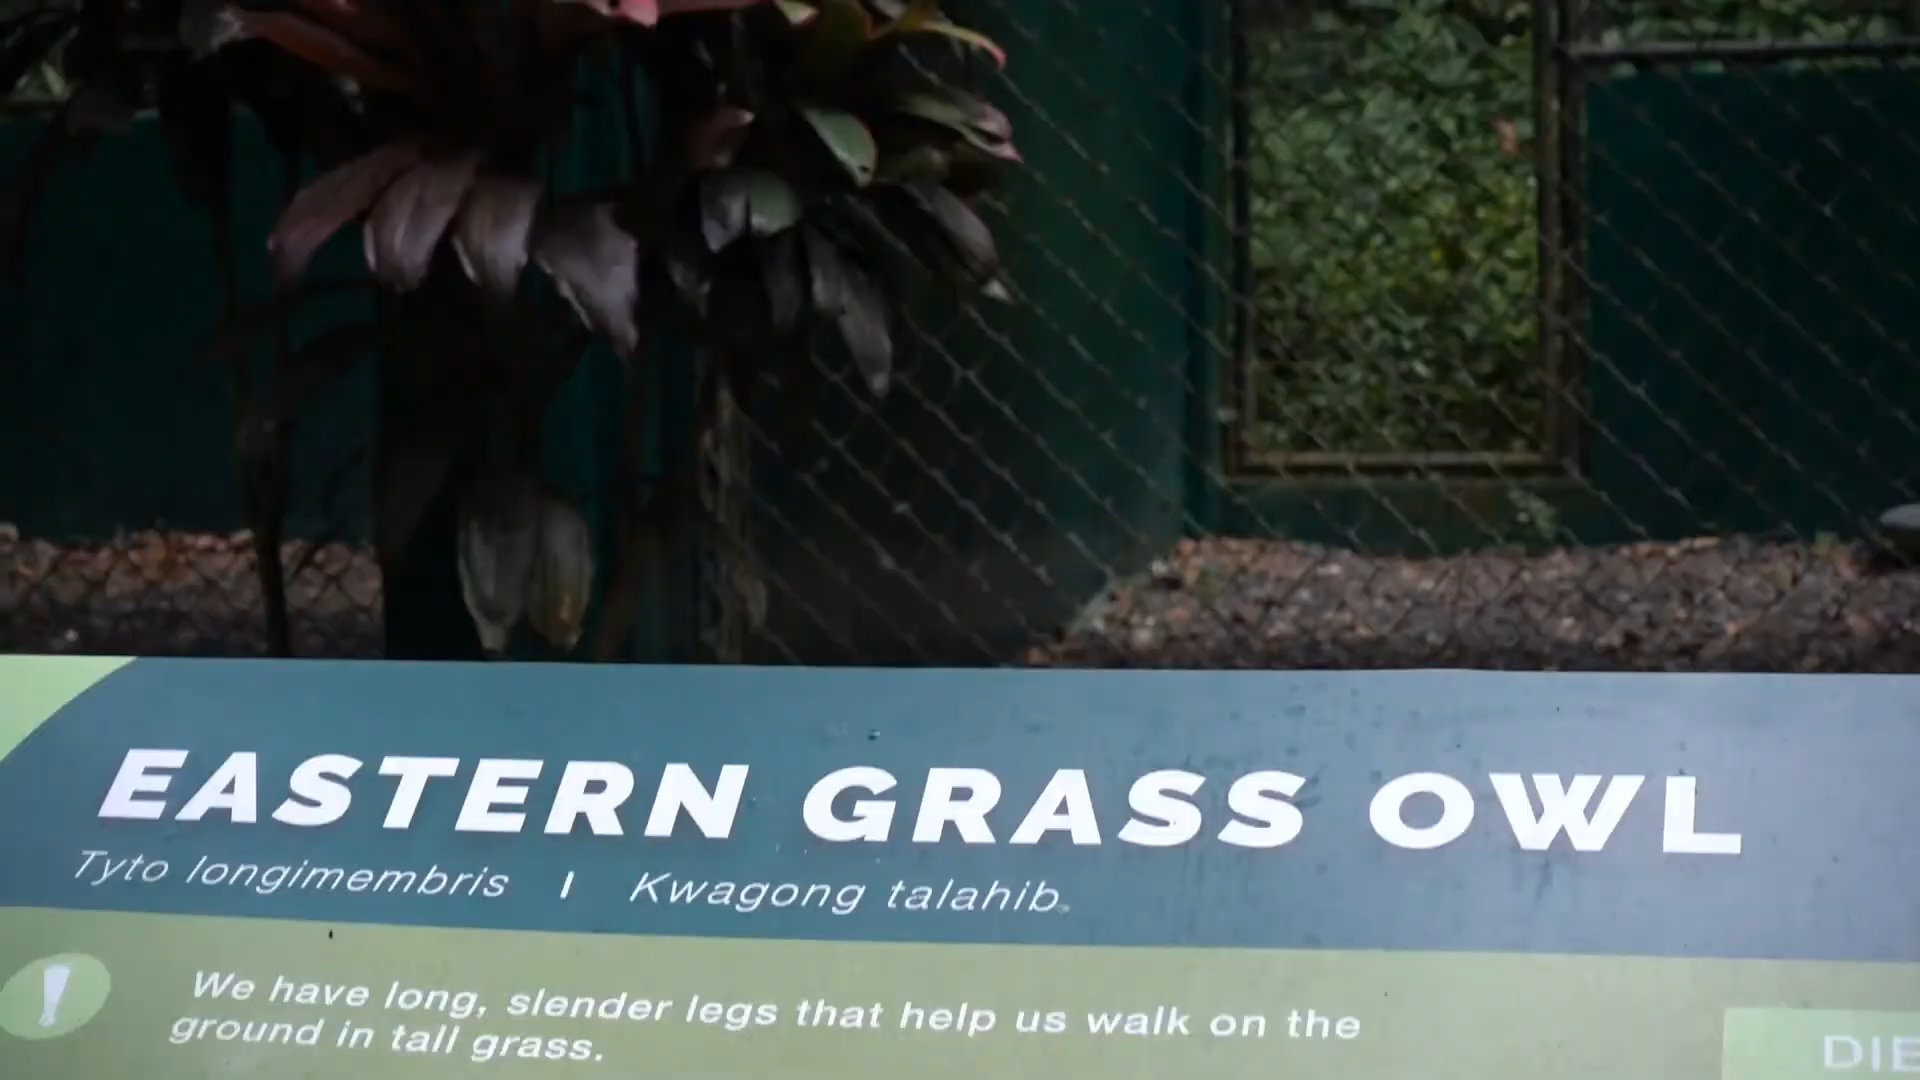 EASTERN GRASS OWL
Tyto longimembris | Kwagong talahib
We have long, slender legs that help us walk on the
ground in tall grass.